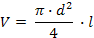 V = π · d² / 4 · l